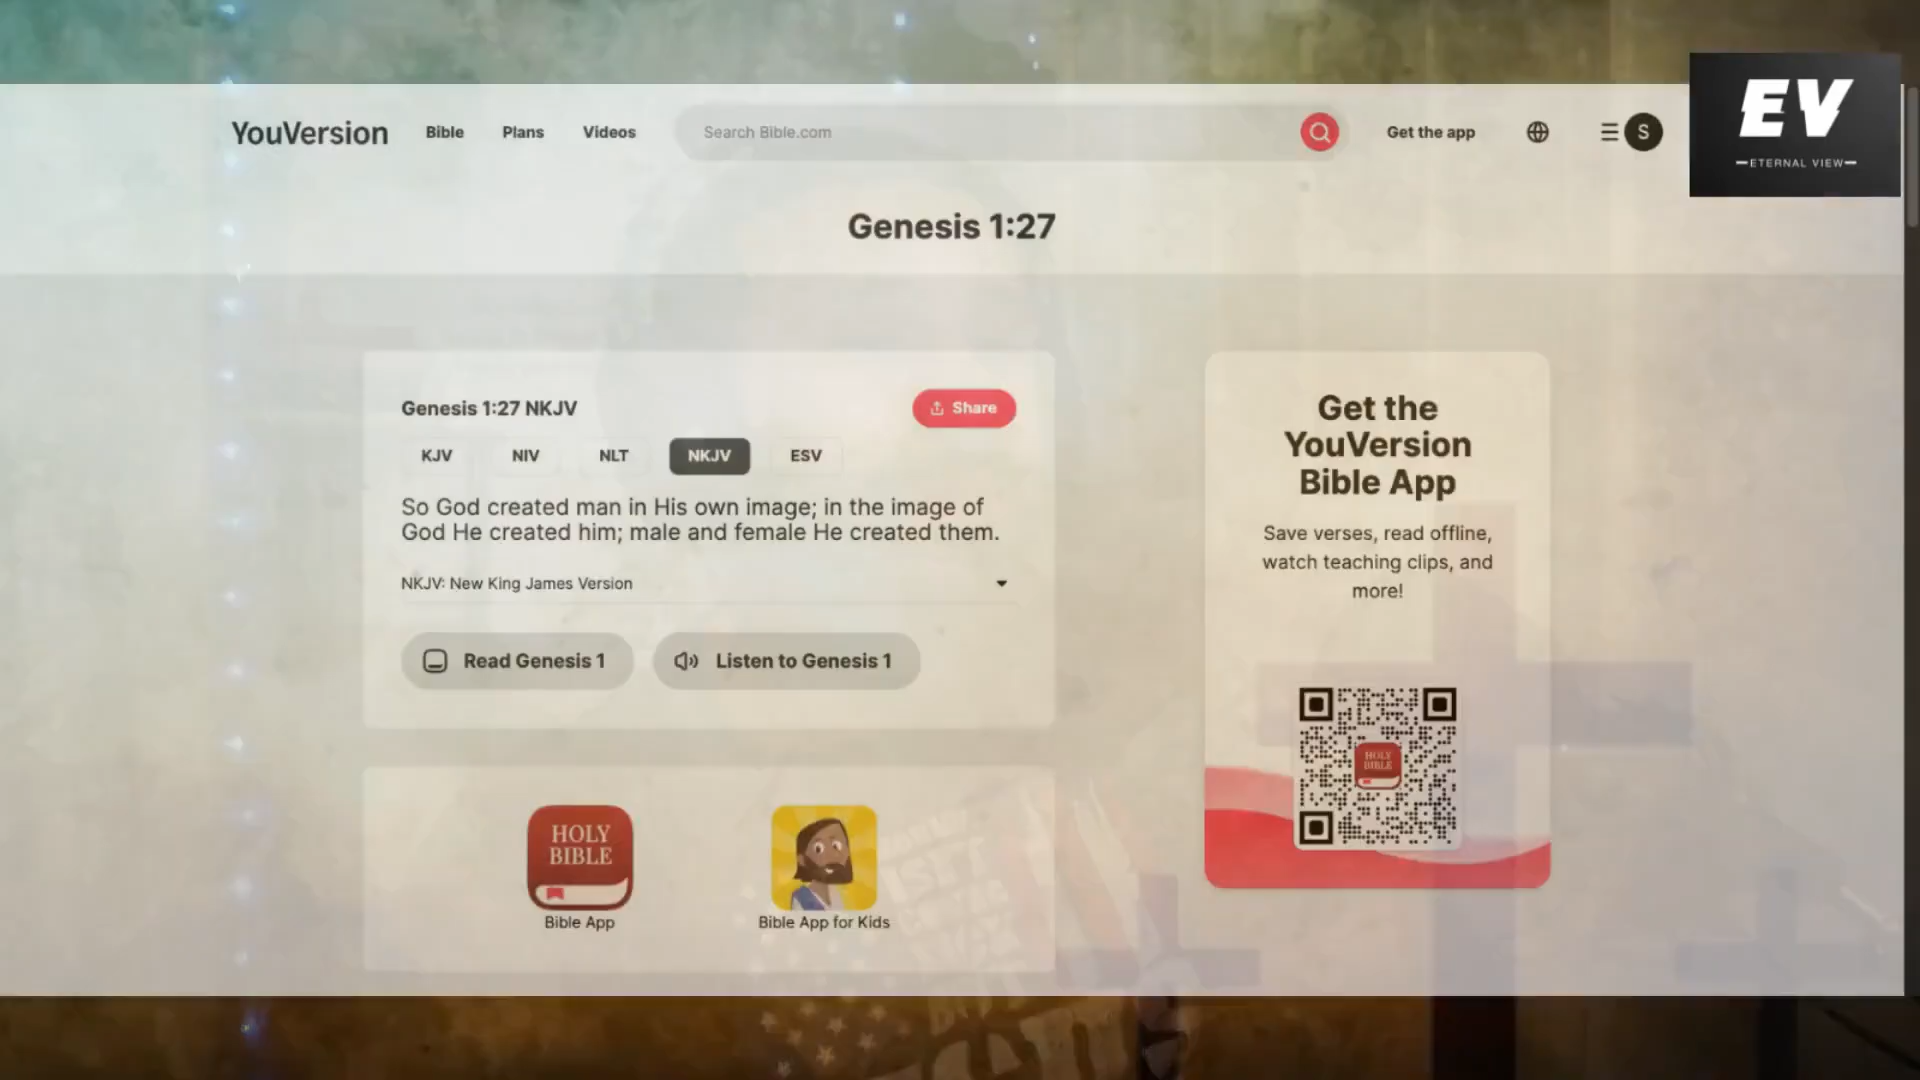 EV
ETERNAL VIEW
YouVersion Bible Plans Videos Search Bible.com Get the app S
Genesis 1:27
Genesis 1:27 NKJV Share
KJV NIV NLT NKJV ESV
So God created man in His own image; in the image of
God He created him; male and female He created them.
NKJV: New King James Version
Read Genesis 1 Listen to Genesis 1
HOLY
BIBLE
Bible App
Bible App for Kids
Get the
YouVersion
Bible App
Save verses, read offline,
watch teaching clips, and
more!
HOLY
BIBLE
ISN'T